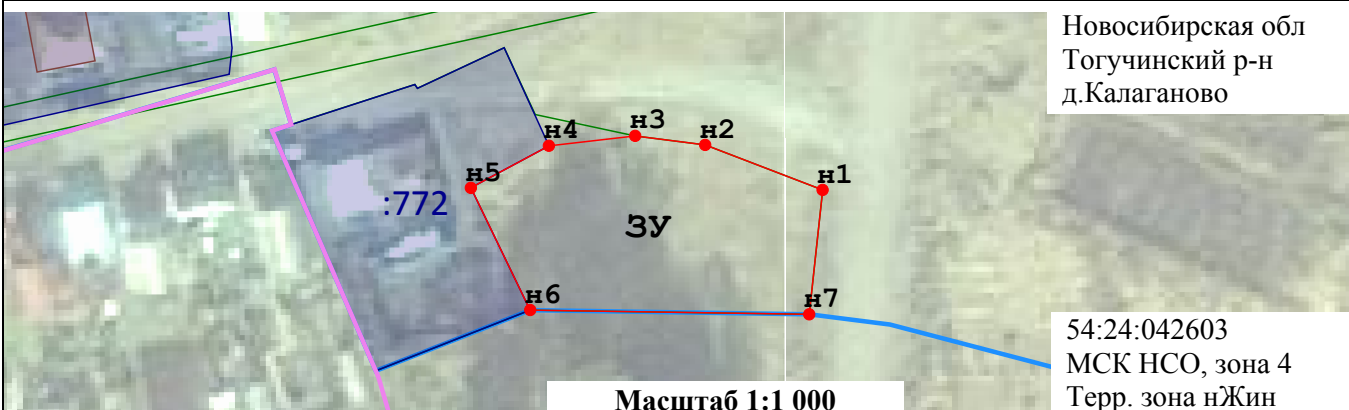 Новосибирская обл
Тогучинский р-н
д.Калаганово
н4
н3
н2
н5
н1
:772
ЗУ
н6
н7
54:24:042603
МСК НСО, зона 4
Терр. зона нЖин
Масштаб 1:1 000